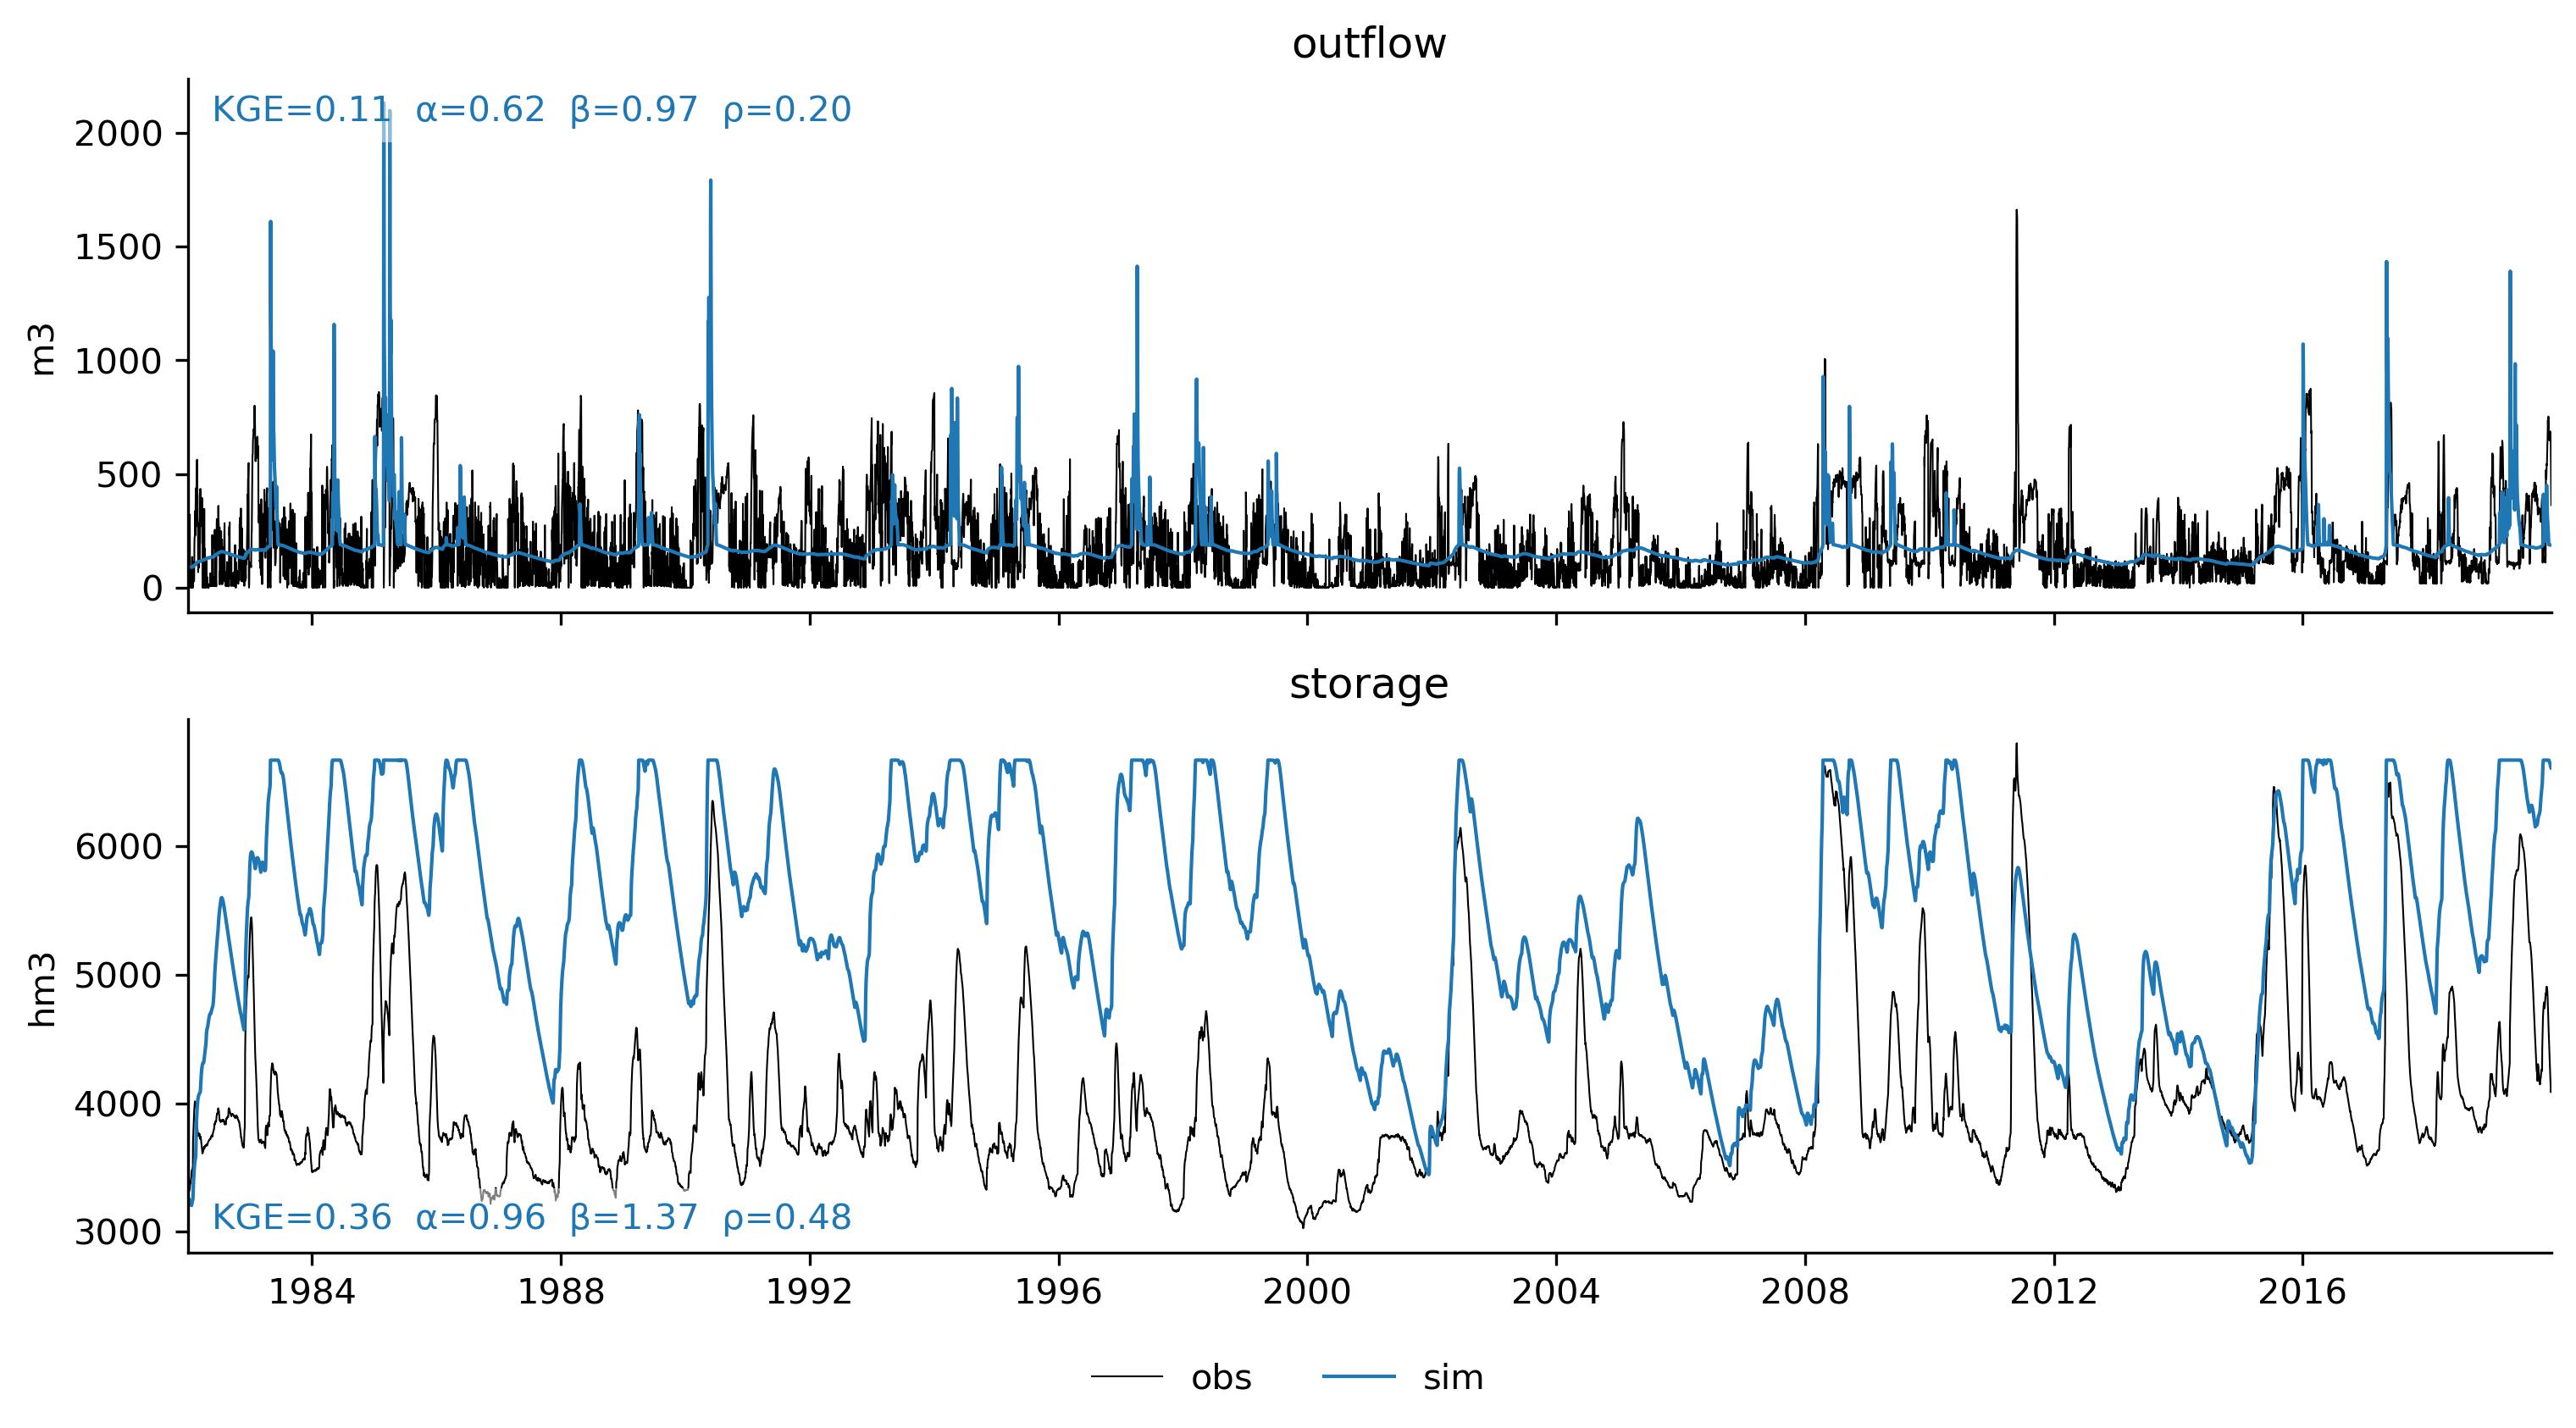 outflow
KGE=0.11 α=0.62 β=0.97 ρ=0.20
2000
1500
1000
500
0
m3
storage
6000
5000
4000
3000
hm3
KGE=0.36 α=0.96 β=1.37 ρ=0.48
1984 1988 1992 1996 2000 2004 2008 2012 2016
obs sim